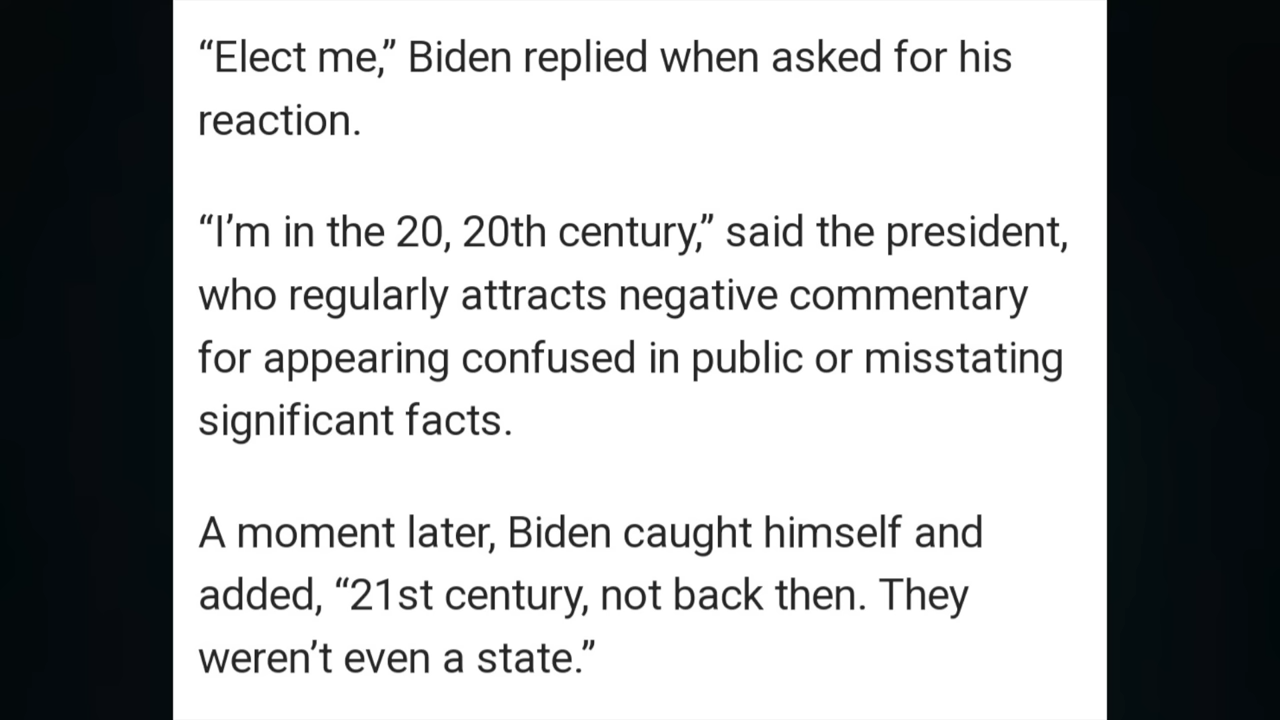 “Elect me,” Biden replied when asked for his
reaction.
“I’m in the 20, 20th century,” said the president,
who regularly attracts negative commentary
for appearing confused in public or misstating
significant facts.
A moment later, Biden caught himself and
added, “21st century, not back then. They
weren’t even a state.”